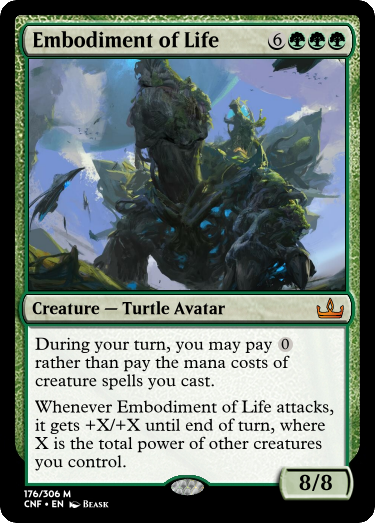 Embodiment of Life 6
Creature — Turtle Avatar
During your turn, you may pay 0
rather than pay the mana costs of
creature spells you cast.
Whenever Embodiment of Life attacks,
it gets +X/+X until end of turn, where
X is the total power of other creatures
you control.
8/8
176/306 M
CNF • EN Beask